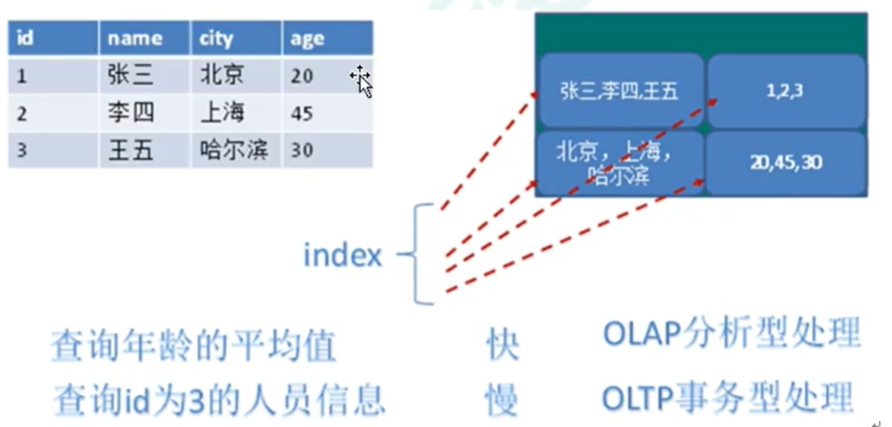 id name city age
1 张三 北京 20
2 李四 上海 45
3 王五 哈尔滨 30
张三,李四,王五
1,2,3
北京，上海，
哈尔滨
20,45,30
index
查询年龄的平均值 快 OLAP分析型处理
查询id为3的人员信息 慢 OLTP事务型处理